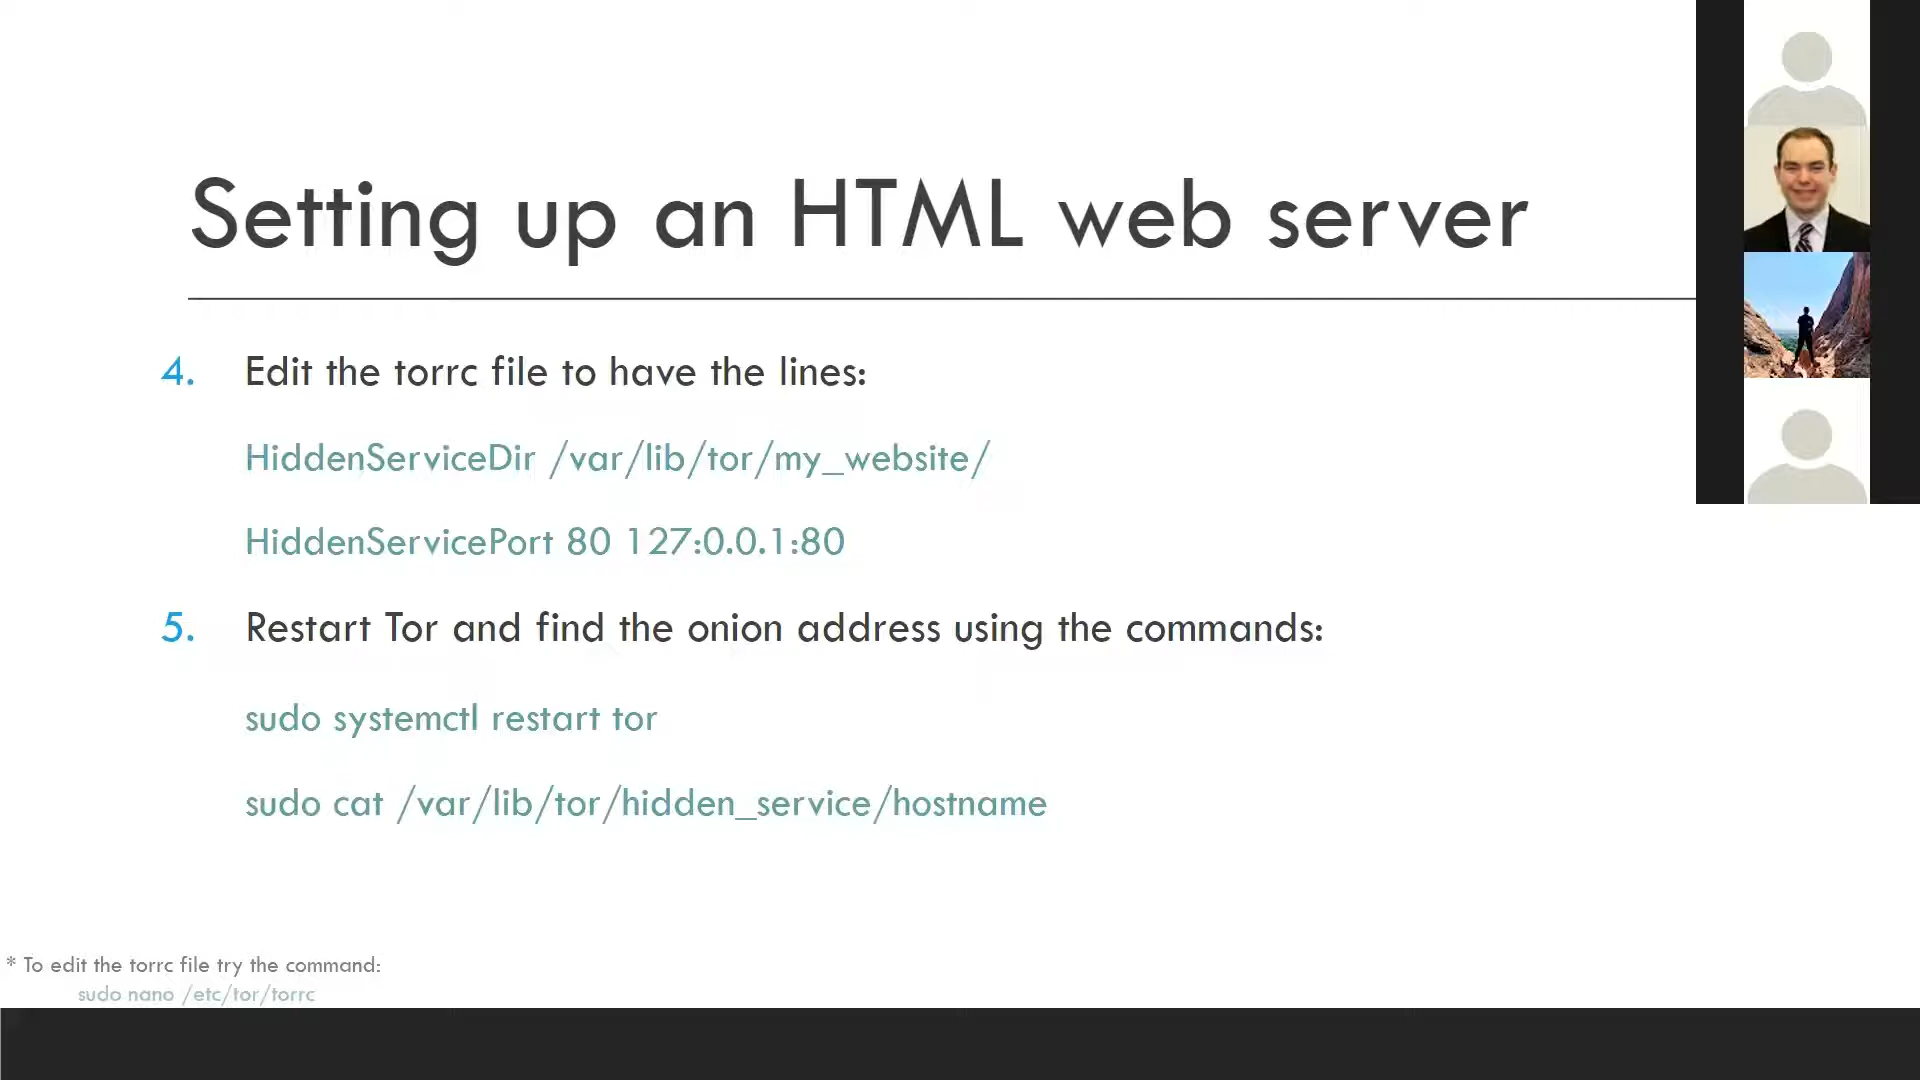 Setting up an HTML web server
4. Edit the torrc file to have the lines:
HiddenServiceDir /var/lib/tor/my_website/
HiddenServicePort 80 127:0.0.1:80
5. Restart Tor and find the onion address using the commands:
sudo systemctl restart tor
sudo cat /var/lib/tor/hidden_service/hostname
* To edit the torrc file try the command:
sudo nano /etc/tor/torrc